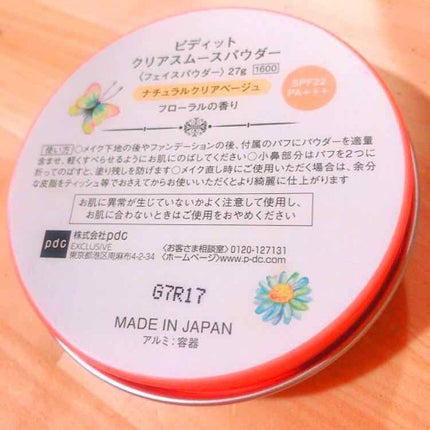 ピディット
クリアスムースパウダー
〈フェイスパウダー〉27g 1600
ナチュラルクリアベージュ
SPF22
PA+++
フローラルの香り
〔使い方〕○メイク下地の後やファンデーションの後、付属のパフにパウダーを適量
含ませ、軽くすべらせるようにお肌にのばしてください○小鼻部分はパフを2つに
折ってのばすと、塗り残しを防げます○メイク直し時にご使用いただく場合は、余分
な皮脂をティッシュ等でおさえてからお使いいただくとより綺麗に仕上がります
お肌に異常が生じていないかよく注意して使用し、
お肌に合わないときはご使用をおやめください
pdc
株式会社pdc
EXCLUSIVE
東京都港区南麻布4-2-34
〈お客さま相談室〉0120-127131
〈ホームページ〉www.p-dc.com
G7R17
MADE IN JAPAN
アルミ:容器